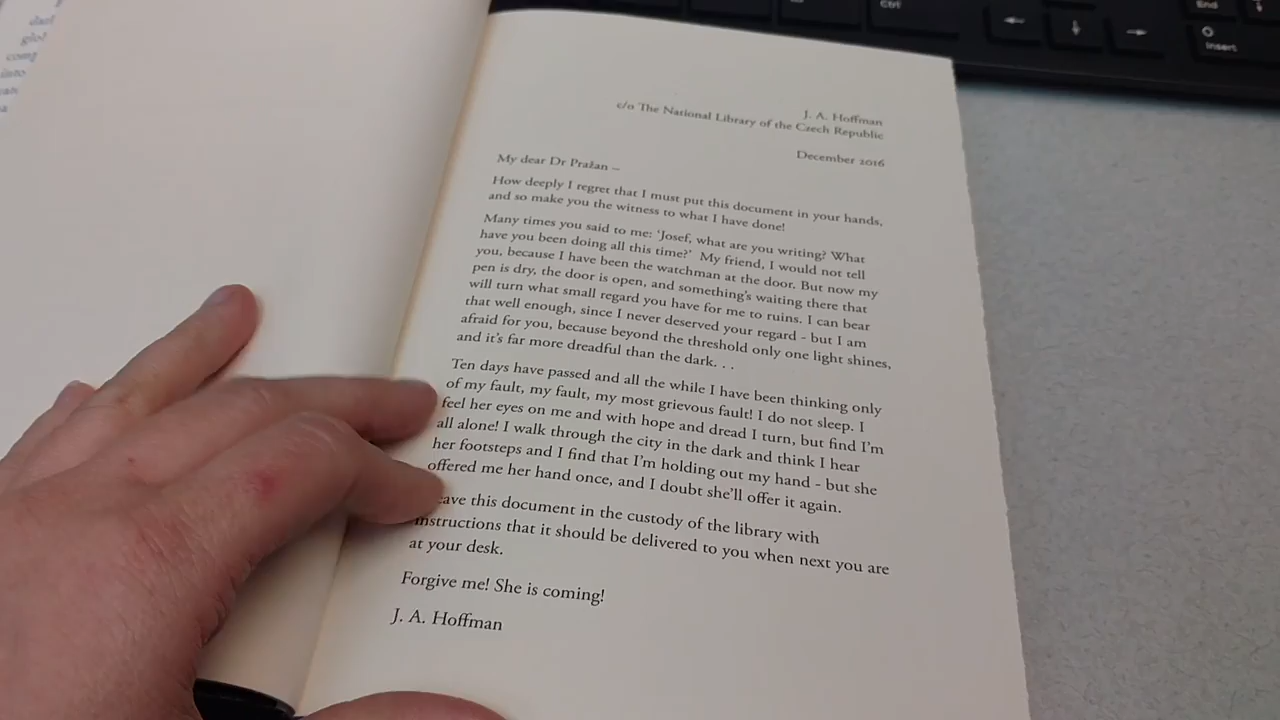 Ctrl
End
Insert
J. A. Hoffman
c/o The National Library of the Czech Republic
December 2016
My dear Dr Pražan –
How deeply I regret that I must put this document in your hands,
and so make you the witness to what I have done!
Many times you said to me: ‘Josef, what are you writing? What
have you been doing all this time?’ My friend, I would not tell
you, because I have been the watchman at the door. But now my
pen is dry, the door is open, and something's waiting there that
will turn what small regard you have for me to ruins. I can bear
that well enough, since I never deserved your regard - but I am
afraid for you, because beyond the threshold only one light shines,
and it's far more dreadful than the dark. . .
Ten days have passed and all the while I have been thinking only
of my fault, my fault, my most grievous fault! I do not sleep. I
feel her eyes on me and with hope and dread I turn, but find I'm
all alone! I walk through the city in the dark and think I hear
her footsteps and I find that I'm holding out my hand - but she
offered me her hand once, and I doubt she'll offer it again.
this document in the custody of the library with
instructions that it should be delivered to you when next you are
at your desk.
Forgive me! She is coming!
J. A. Hoffman